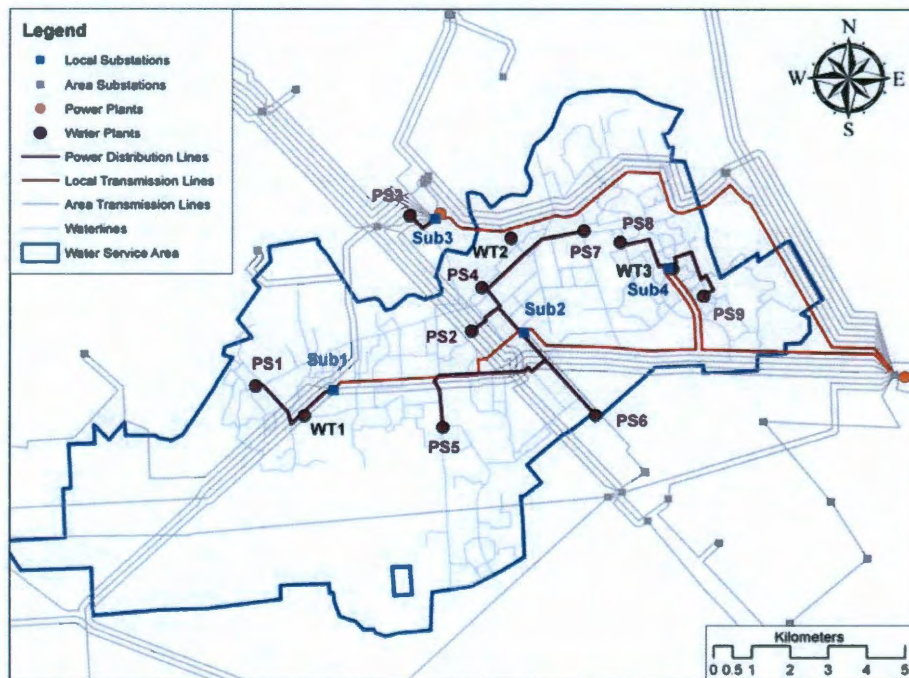 Legend
Local Substations
Area Substations
Power Plants
Water Plants
Power Distribution Lines
Local Transmission Lines
Area Transmission Lines
Waterlines
Water Service Area
N
W E
S
PS3
Sub3
WT2
PS7
PS8
WT3
Sub4
PS9
PS4
Sub2
PS2
PS1
Sub1
WT1
PS5
PS6
Kilometers
0 0.5 1 2 3 4 5